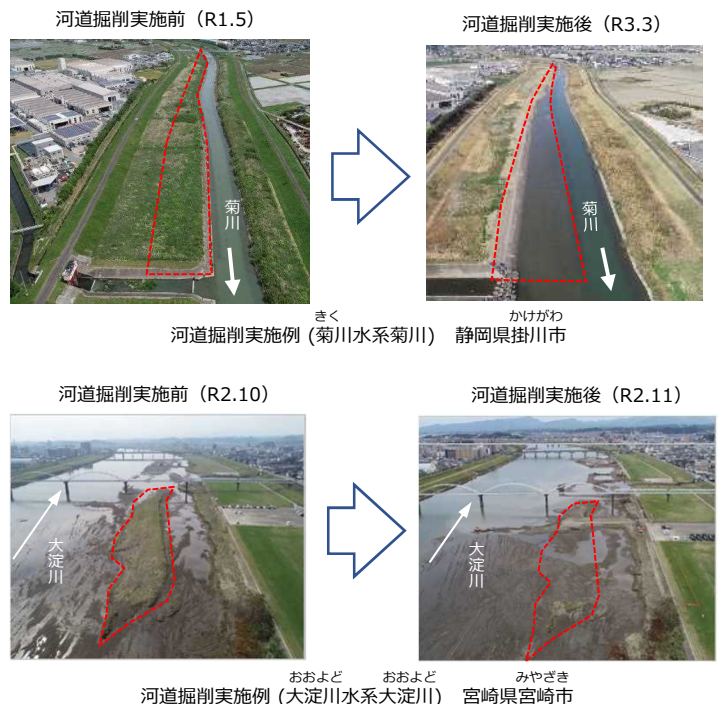 河道掘削実施前（R1.5）
河道掘削実施後（R3.3）
菊川
菊川
きく
かけがわ
河道掘削実施例 (菊川水系菊川)　静岡県掛川市
河道掘削実施前（R2.10）
河道掘削実施後（R2.11）
大淀川
大淀川
おおよど
おおよど
みやざき
河道掘削実施例 (大淀川水系大淀川)　宮崎県宮崎市